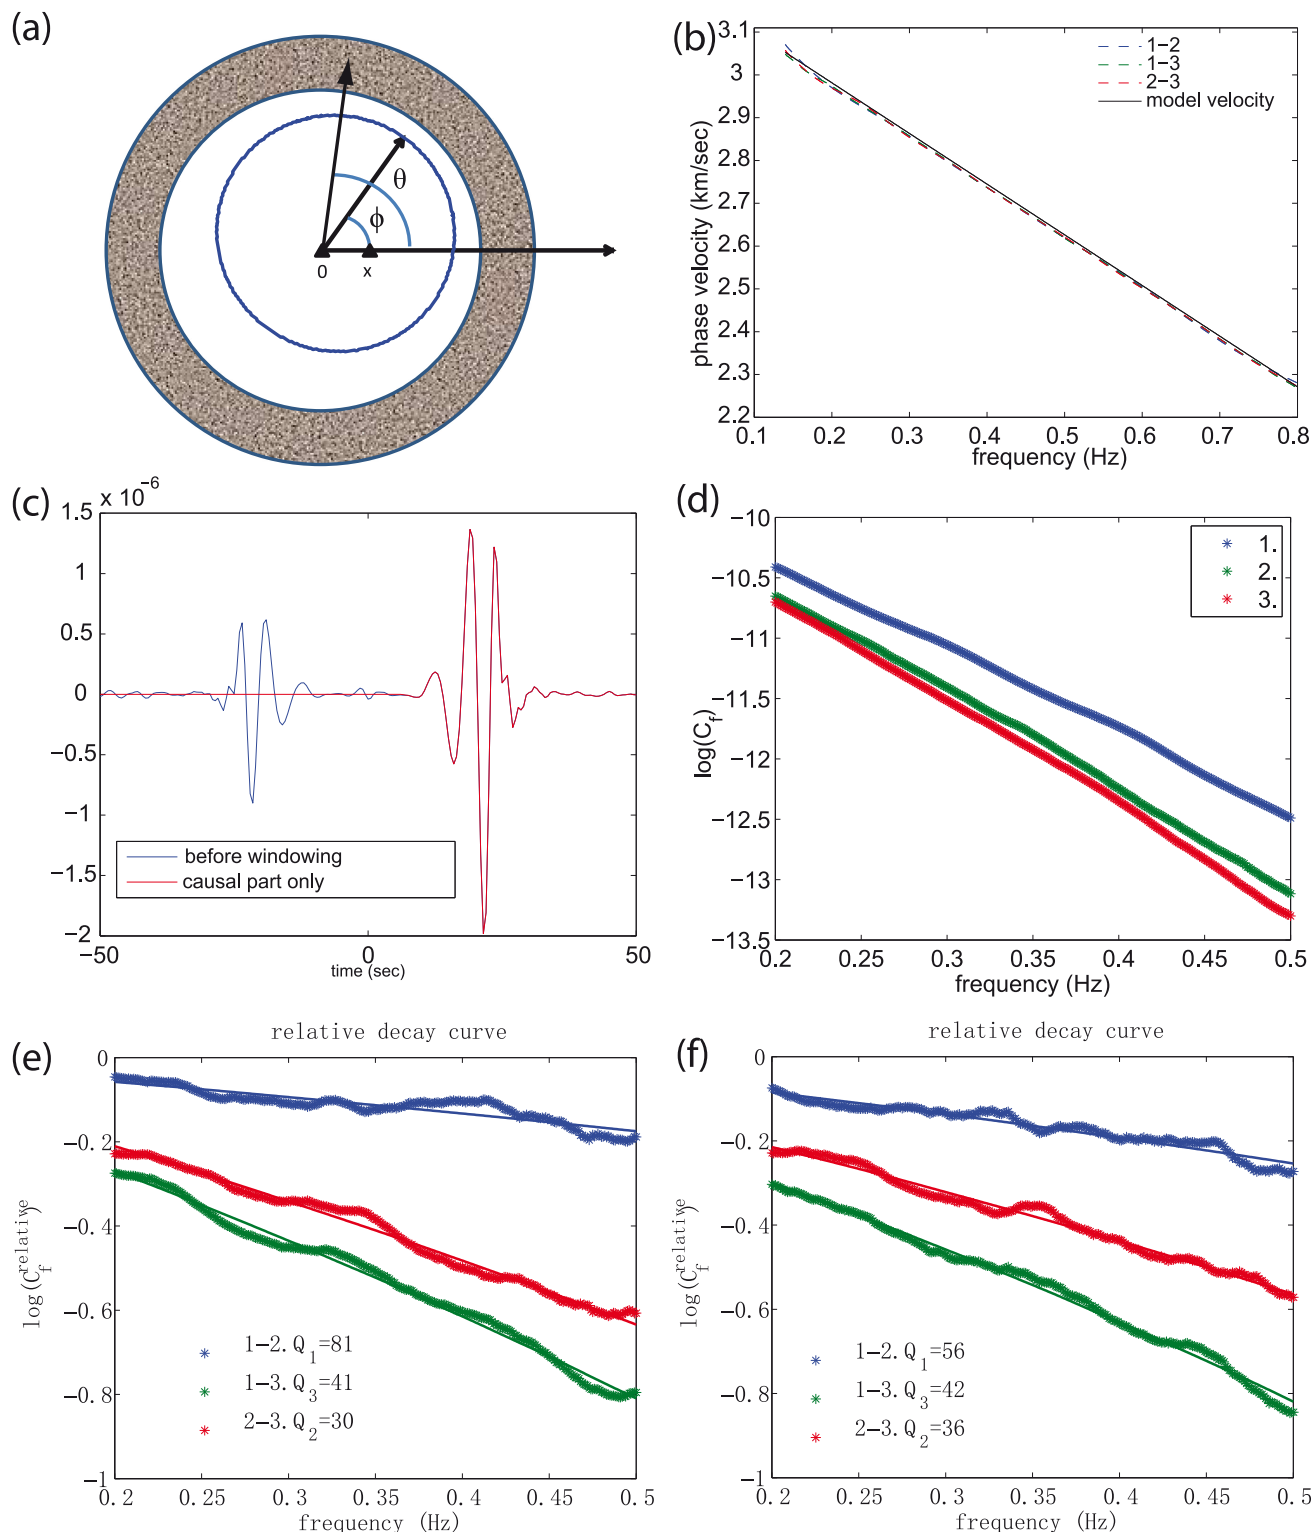 (a)
θ
ϕ
0
x
(b)
3.1
3
2.9
2.8
2.7
2.6
2.5
2.4
2.3
2.2
phase velocity (km/sec)
1−2
1−3
2−3
model velocity
0.1 0.2 0.3 0.4 0.5 0.6 0.7 0.8
frequency (Hz)
(c)
x 10^−6
1.5
1
0.5
0
−0.5
−1
−1.5
−2
before windowing
causal part only
−50 0 50
time (sec)
(d)
−10
−10.5
−11
−11.5
−12
−12.5
−13
−13.5
log(C_f)
1.
2.
3.
0.2 0.25 0.3 0.35 0.4 0.45 0.5
frequency (Hz)
(e)
relative decay curve
0
−0.2
−0.4
−0.6
−0.8
−1
log(C_f^relative)
1−2.Q_1=81
1−3.Q_3=41
2−3.Q_2=30
0.2 0.25 0.3 0.35 0.4 0.45 0.5
frequency (Hz)
(f)
relative decay curve
0
−0.2
−0.4
−0.6
−0.8
−1
log(C_f^relative)
1−2.Q_1=56
1−3.Q_3=42
2−3.Q_2=36
0.2 0.25 0.3 0.35 0.4 0.45 0.5
frequency (Hz)